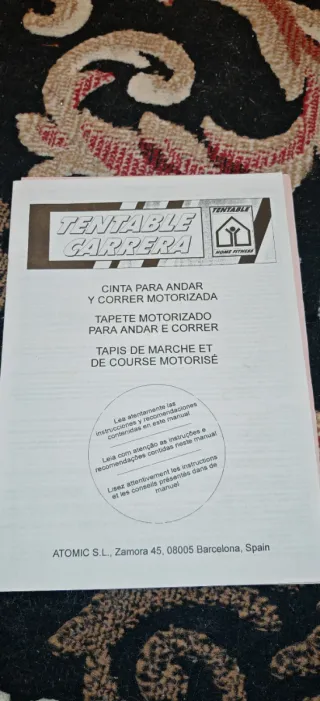 TENTABLE
CARRERA
TENTABLE
HOME FITNESS
CINTA PARA ANDAR
Y CORRER MOTORIZADA
TAPETE MOTORIZADO
PARA ANDAR E CORRER
TAPIS DE MARCHE ET
DE COURSE MOTORISÉ
Lea atentamente las
instrucciones y recomendaciones
contenidas en este manual
Leia com atenção as instruções e
recomendações contidas neste manual
Lisez attentivement les instructions
et les conseils présentés dans de
manuel
ATOMIC S.L., Zamora 45, 08005 Barcelona, Spain